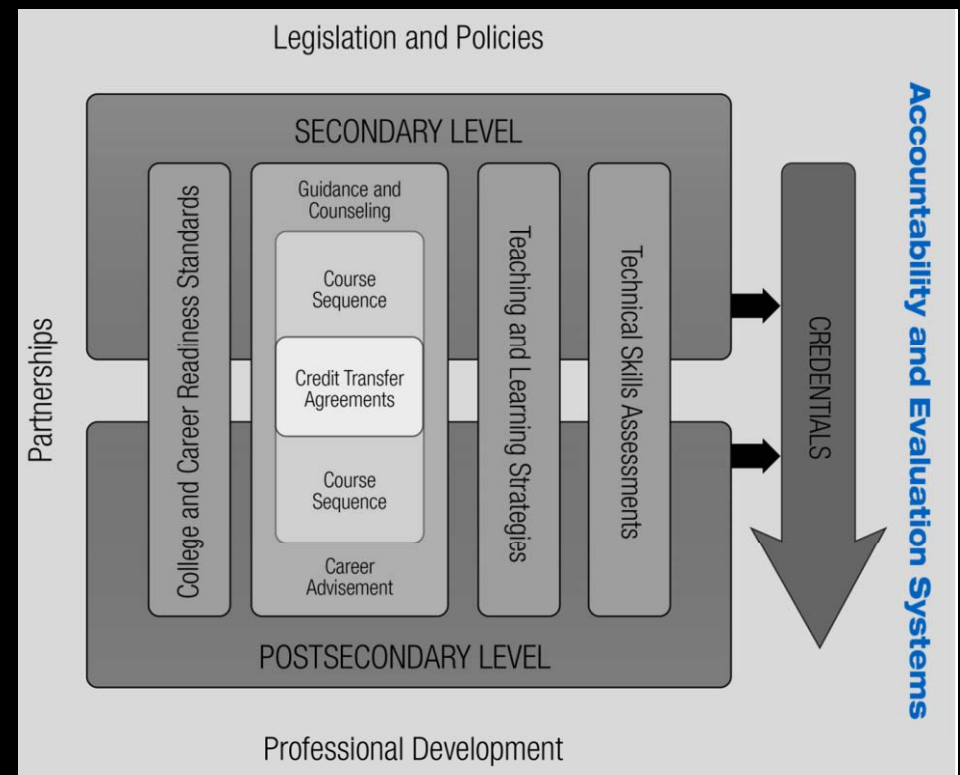 Legislation and Policies
SECONDARY LEVEL
Partnerships
College and Career Readiness Standards
Guidance and
Counseling
Course
Sequence
Credit Transfer
Agreements
Course
Sequence
Career
Advisement
Teaching and Learning Strategies
Technical Skills Assessments
CREDENTIALS
Accountability and Evaluation Systems
POSTSECONDARY LEVEL
Professional Development